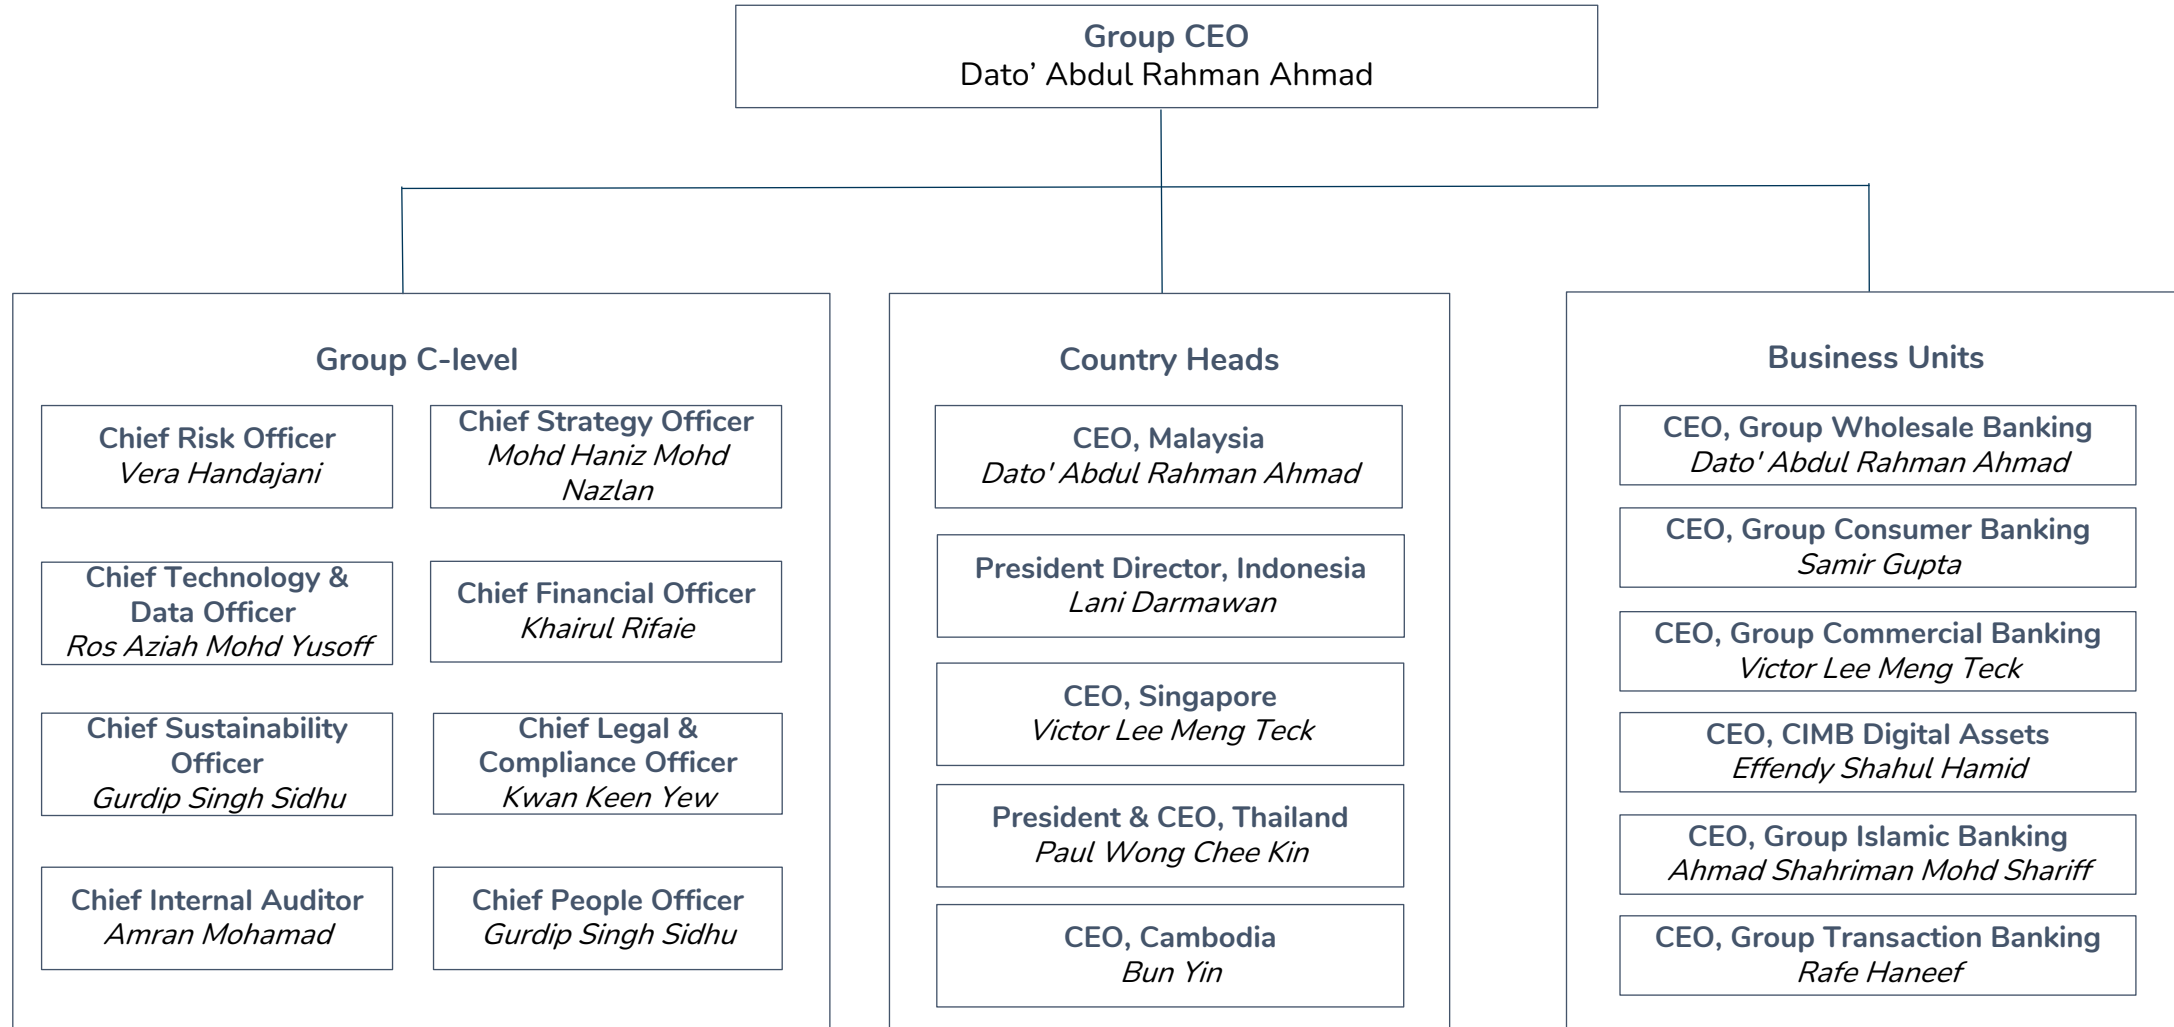 Group CEO
Dato’ Abdul Rahman Ahmad
Group C-level
Chief Risk Officer
Vera Handajani
Chief Strategy Officer
Mohd Haniz Mohd
Nazlan
Chief Technology &
Data Officer
Ros Aziah Mohd Yusoff
Chief Financial Officer
Khairul Rifaie
Chief Sustainability
Officer
Gurdip Singh Sidhu
Chief Legal &
Compliance Officer
Kwan Keen Yew
Chief Internal Auditor
Amran Mohamad
Chief People Officer
Gurdip Singh Sidhu
Country Heads
CEO, Malaysia
Dato' Abdul Rahman Ahmad
President Director, Indonesia
Lani Darmawan
CEO, Singapore
Victor Lee Meng Teck
President & CEO, Thailand
Paul Wong Chee Kin
CEO, Cambodia
Bun Yin
Business Units
CEO, Group Wholesale Banking
Dato' Abdul Rahman Ahmad
CEO, Group Consumer Banking
Samir Gupta
CEO, Group Commercial Banking
Victor Lee Meng Teck
CEO, CIMB Digital Assets
Effendy Shahul Hamid
CEO, Group Islamic Banking
Ahmad Shahriman Mohd Shariff
CEO, Group Transaction Banking
Rafe Haneef